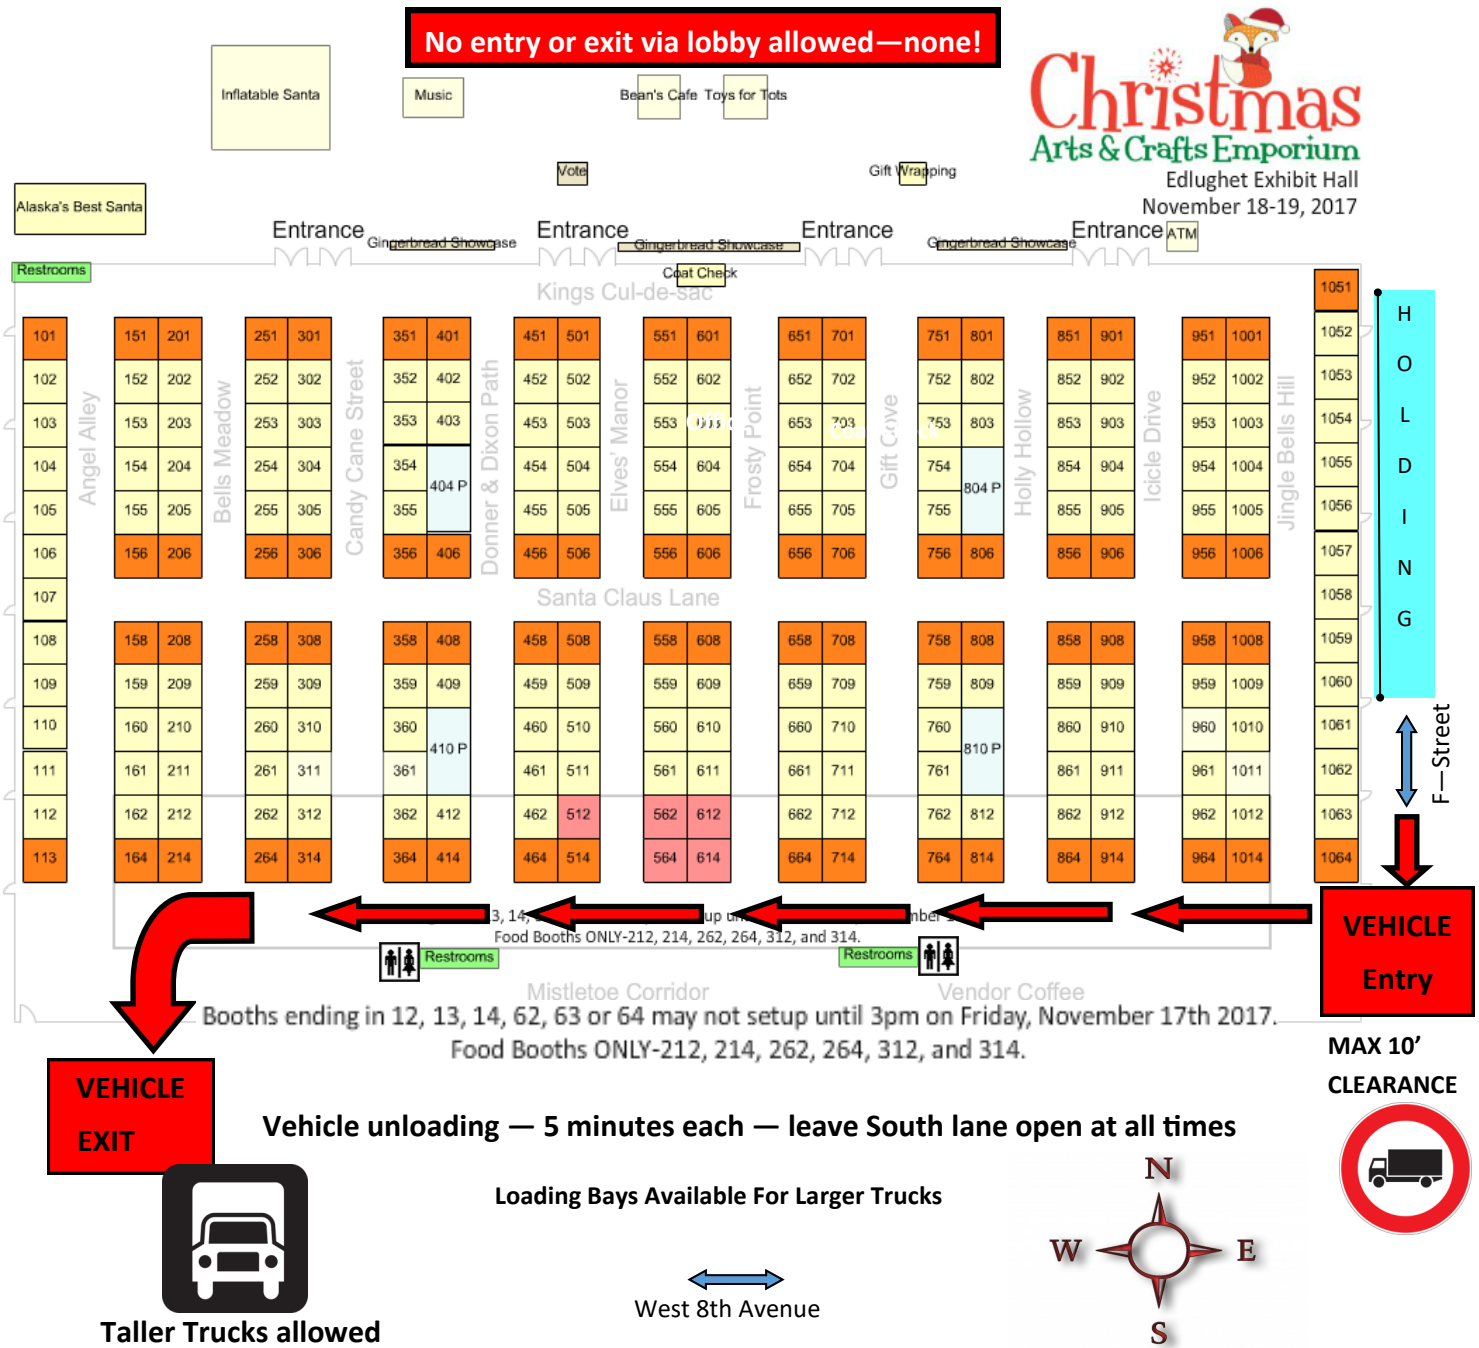 No entry or exit via lobby allowed—none!
Christmas
Arts & Crafts Emporium
Edlughet Exhibit Hall
November 18-19, 2017
Inflatable Santa
Music
Bean's Cafe Toys for Tots
Vote
Gift Wrapping
Alaska's Best Santa
Entrance Gingerbread Showcase Entrance Gingerbread Showcase Entrance Gingerbread Showcase Entrance ATM
Restrooms
Coat Check
Kings Cul-de-sac
1051
101 151 201 251 301 351 401 451 501 551 601 651 701 751 801 851 901 951 1001 1052
102 152 202 252 302 352 402 452 502 552 602 652 702 752 802 852 902 952 1002 1053
103 153 203 253 303 353 403 453 503 553 653 703 753 803 853 903 953 1003 1054
104 154 204 254 304 354 404 P 454 504 554 604 654 704 754 804 P 854 904 954 1004 1055
105 155 205 255 305 355 455 505 555 605 655 705 755 855 905 955 1005 1056
106 156 206 256 306 356 406 456 506 556 606 656 706 756 806 856 906 956 1006 1057
Angel Alley
Bells Meadow
Candy Cane Street
Donner & Dixon Path
Elves' Manor
Frosty Point
Gift Cove
Holly Hollow
Icicle Drive
Jingle Bells Hill
HOLDING
107 Santa Claus Lane 1058
108 158 208 258 308 358 408 458 508 558 608 658 708 758 808 858 908 958 1008 1059
109 159 209 259 309 359 409 459 509 559 609 659 709 759 809 859 909 959 1009 1060
110 160 210 260 310 360 410 P 460 510 560 610 660 710 760 810 P 860 910 960 1010 1061
111 161 211 261 311 361 461 511 561 611 661 711 761 861 911 961 1011 1062
112 162 212 262 312 362 412 462 512 562 612 662 712 762 812 862 912 962 1012 1063
113 164 214 264 314 364 414 464 514 564 614 664 714 764 814 864 914 964 1014 1064
F—Street
VEHICLE
Entry
3, 14, up un mber
Food Booths ONLY-212, 214, 262, 264, 312, and 314.
Restrooms
Restrooms
Mistletoe Corridor
Vendor Coffee
Booths ending in 12, 13, 14, 62, 63 or 64 may not setup until 3pm on Friday, November 17th 2017.
Food Booths ONLY-212, 214, 262, 264, 312, and 314.
MAX 10’
CLEARANCE
VEHICLE
EXIT
Vehicle unloading — 5 minutes each — leave South lane open at all times
Loading Bays Available For Larger Trucks
N
W E
S
West 8th Avenue
Taller Trucks allowed